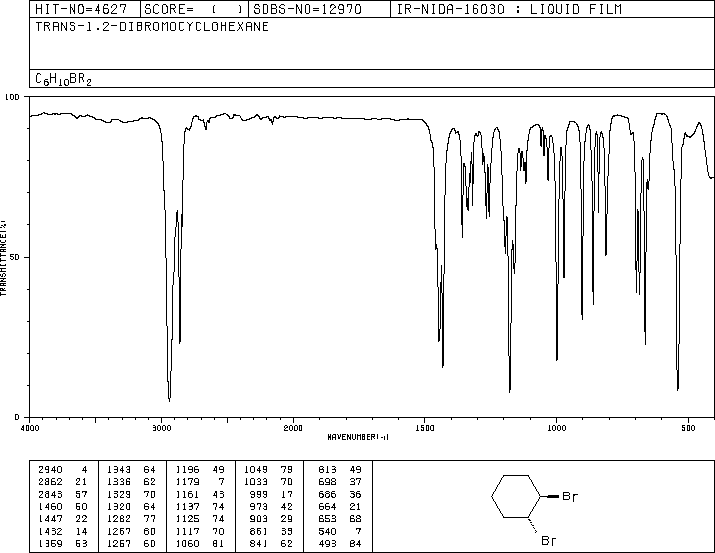 HIT-NO=4627 SCORE= ( ) SDBS-NO=12970 IR-NIDA-16030 : LIQUID FILM
TRANS-1,2-DIBROMOCYCLOHEXANE
C6H10BR2
100
50
0
TRANSMITTANCE(%)
4000 3000 2000 1500 1000 500
WAVENUMBER(-1)
2940 4 1343 64 1196 49 1049 79 813 49
2862 21 1336 62 1179 7 1033 70 698 37
2843 57 1329 70 1161 43 999 17 686 36
1460 50 1320 64 1137 74 973 42 664 21
1447 22 1282 77 1125 74 903 29 653 68
1432 14 1267 60 1117 70 861 33 540 7
1359 53 1257 60 1060 81 841 62 493 84
Br
Br